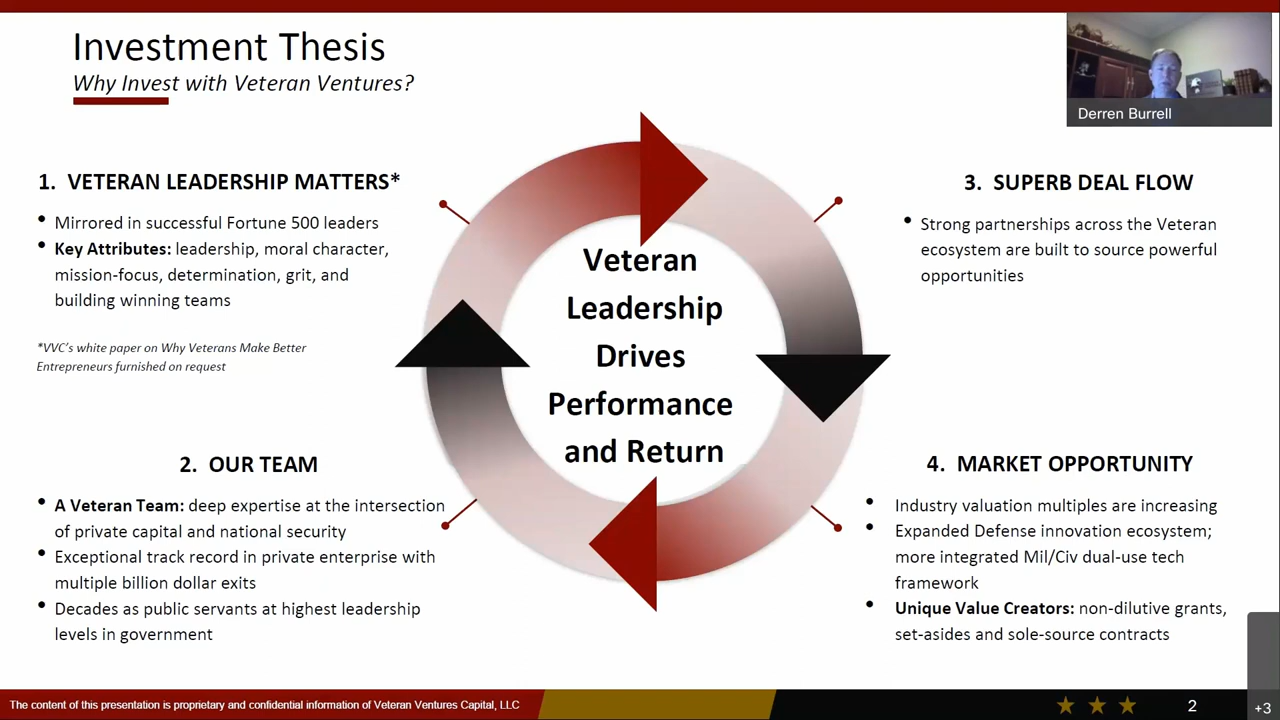 Investment Thesis
Why Invest with Veteran Ventures?
Derren Burrell
1. VETERAN LEADERSHIP MATTERS*
• Mirrored in successful Fortune 500 leaders
• Key Attributes: leadership, moral character,
mission-focus, determination, grit, and
building winning teams
*VVC's white paper on Why Veterans Make Better
Entrepreneurs furnished on request
2. OUR TEAM
• A Veteran Team: deep expertise at the intersection
of private capital and national security
• Exceptional track record in private enterprise with
multiple billion dollar exits
• Decades as public servants at highest leadership
levels in government
Veteran
Leadership
Drives
Performance
and Return
3. SUPERB DEAL FLOW
• Strong partnerships across the Veteran
ecosystem are built to source powerful
opportunities
4. MARKET OPPORTUNITY
• Industry valuation multiples are increasing
• Expanded Defense innovation ecosystem;
more integrated Mil/Civ dual-use tech
framework
• Unique Value Creators: non-dilutive grants,
set-asides and sole-source contracts
The content of this presentation is proprietary and confidential information of Veteran Ventures Capital, LLC
2
+3